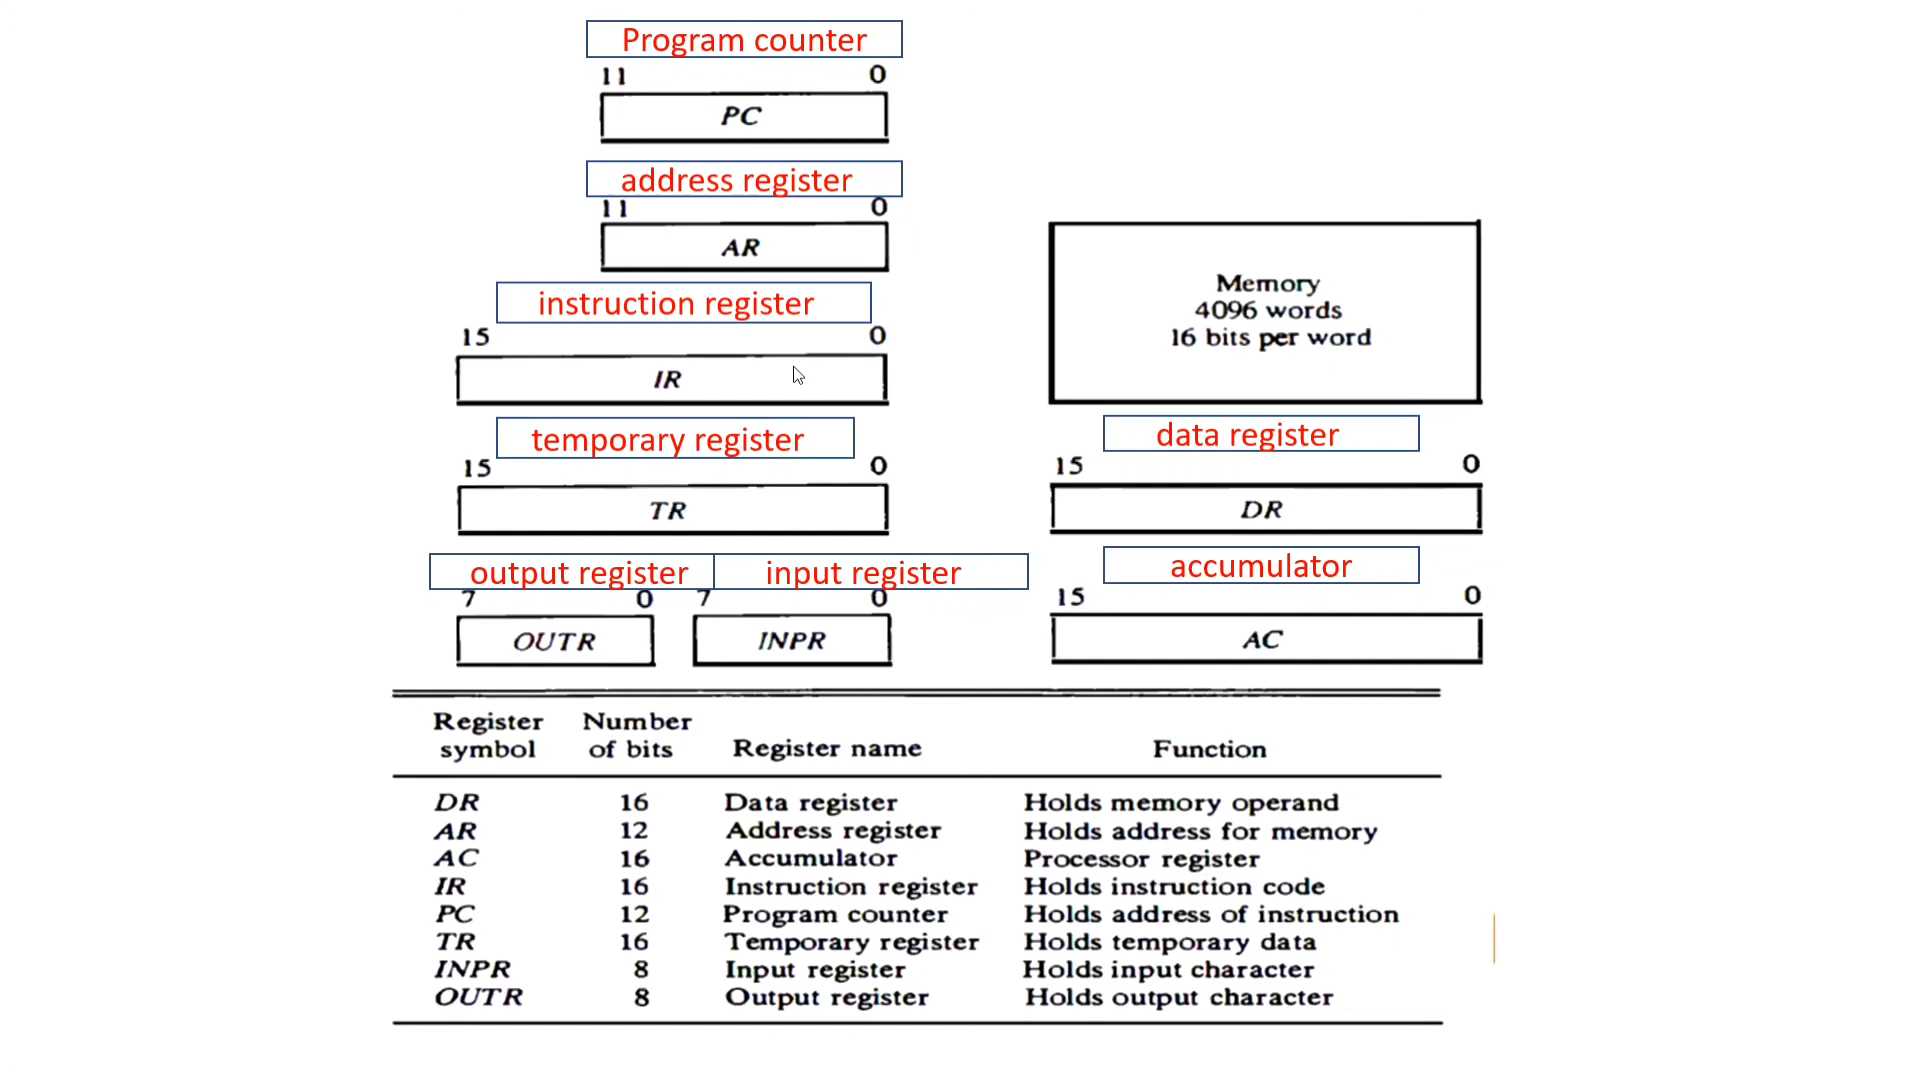 Program counter
11 0
PC
address register
11 0
AR
instruction register
15 0
IR
Memory
4096 words
16 bits per word
temporary register
15 0
TR
data register
15 0
DR
output register input register
7 0 7 0
OUTR INPR
accumulator
15 0
AC
Register symbol Number of bits Register name Function
DR 16 Data register Holds memory operand
AR 12 Address register Holds address for memory
AC 16 Accumulator Processor register
IR 16 Instruction register Holds instruction code
PC 12 Program counter Holds address of instruction
TR 16 Temporary register Holds temporary data
INPR 8 Input register Holds input character
OUTR 8 Output register Holds output character